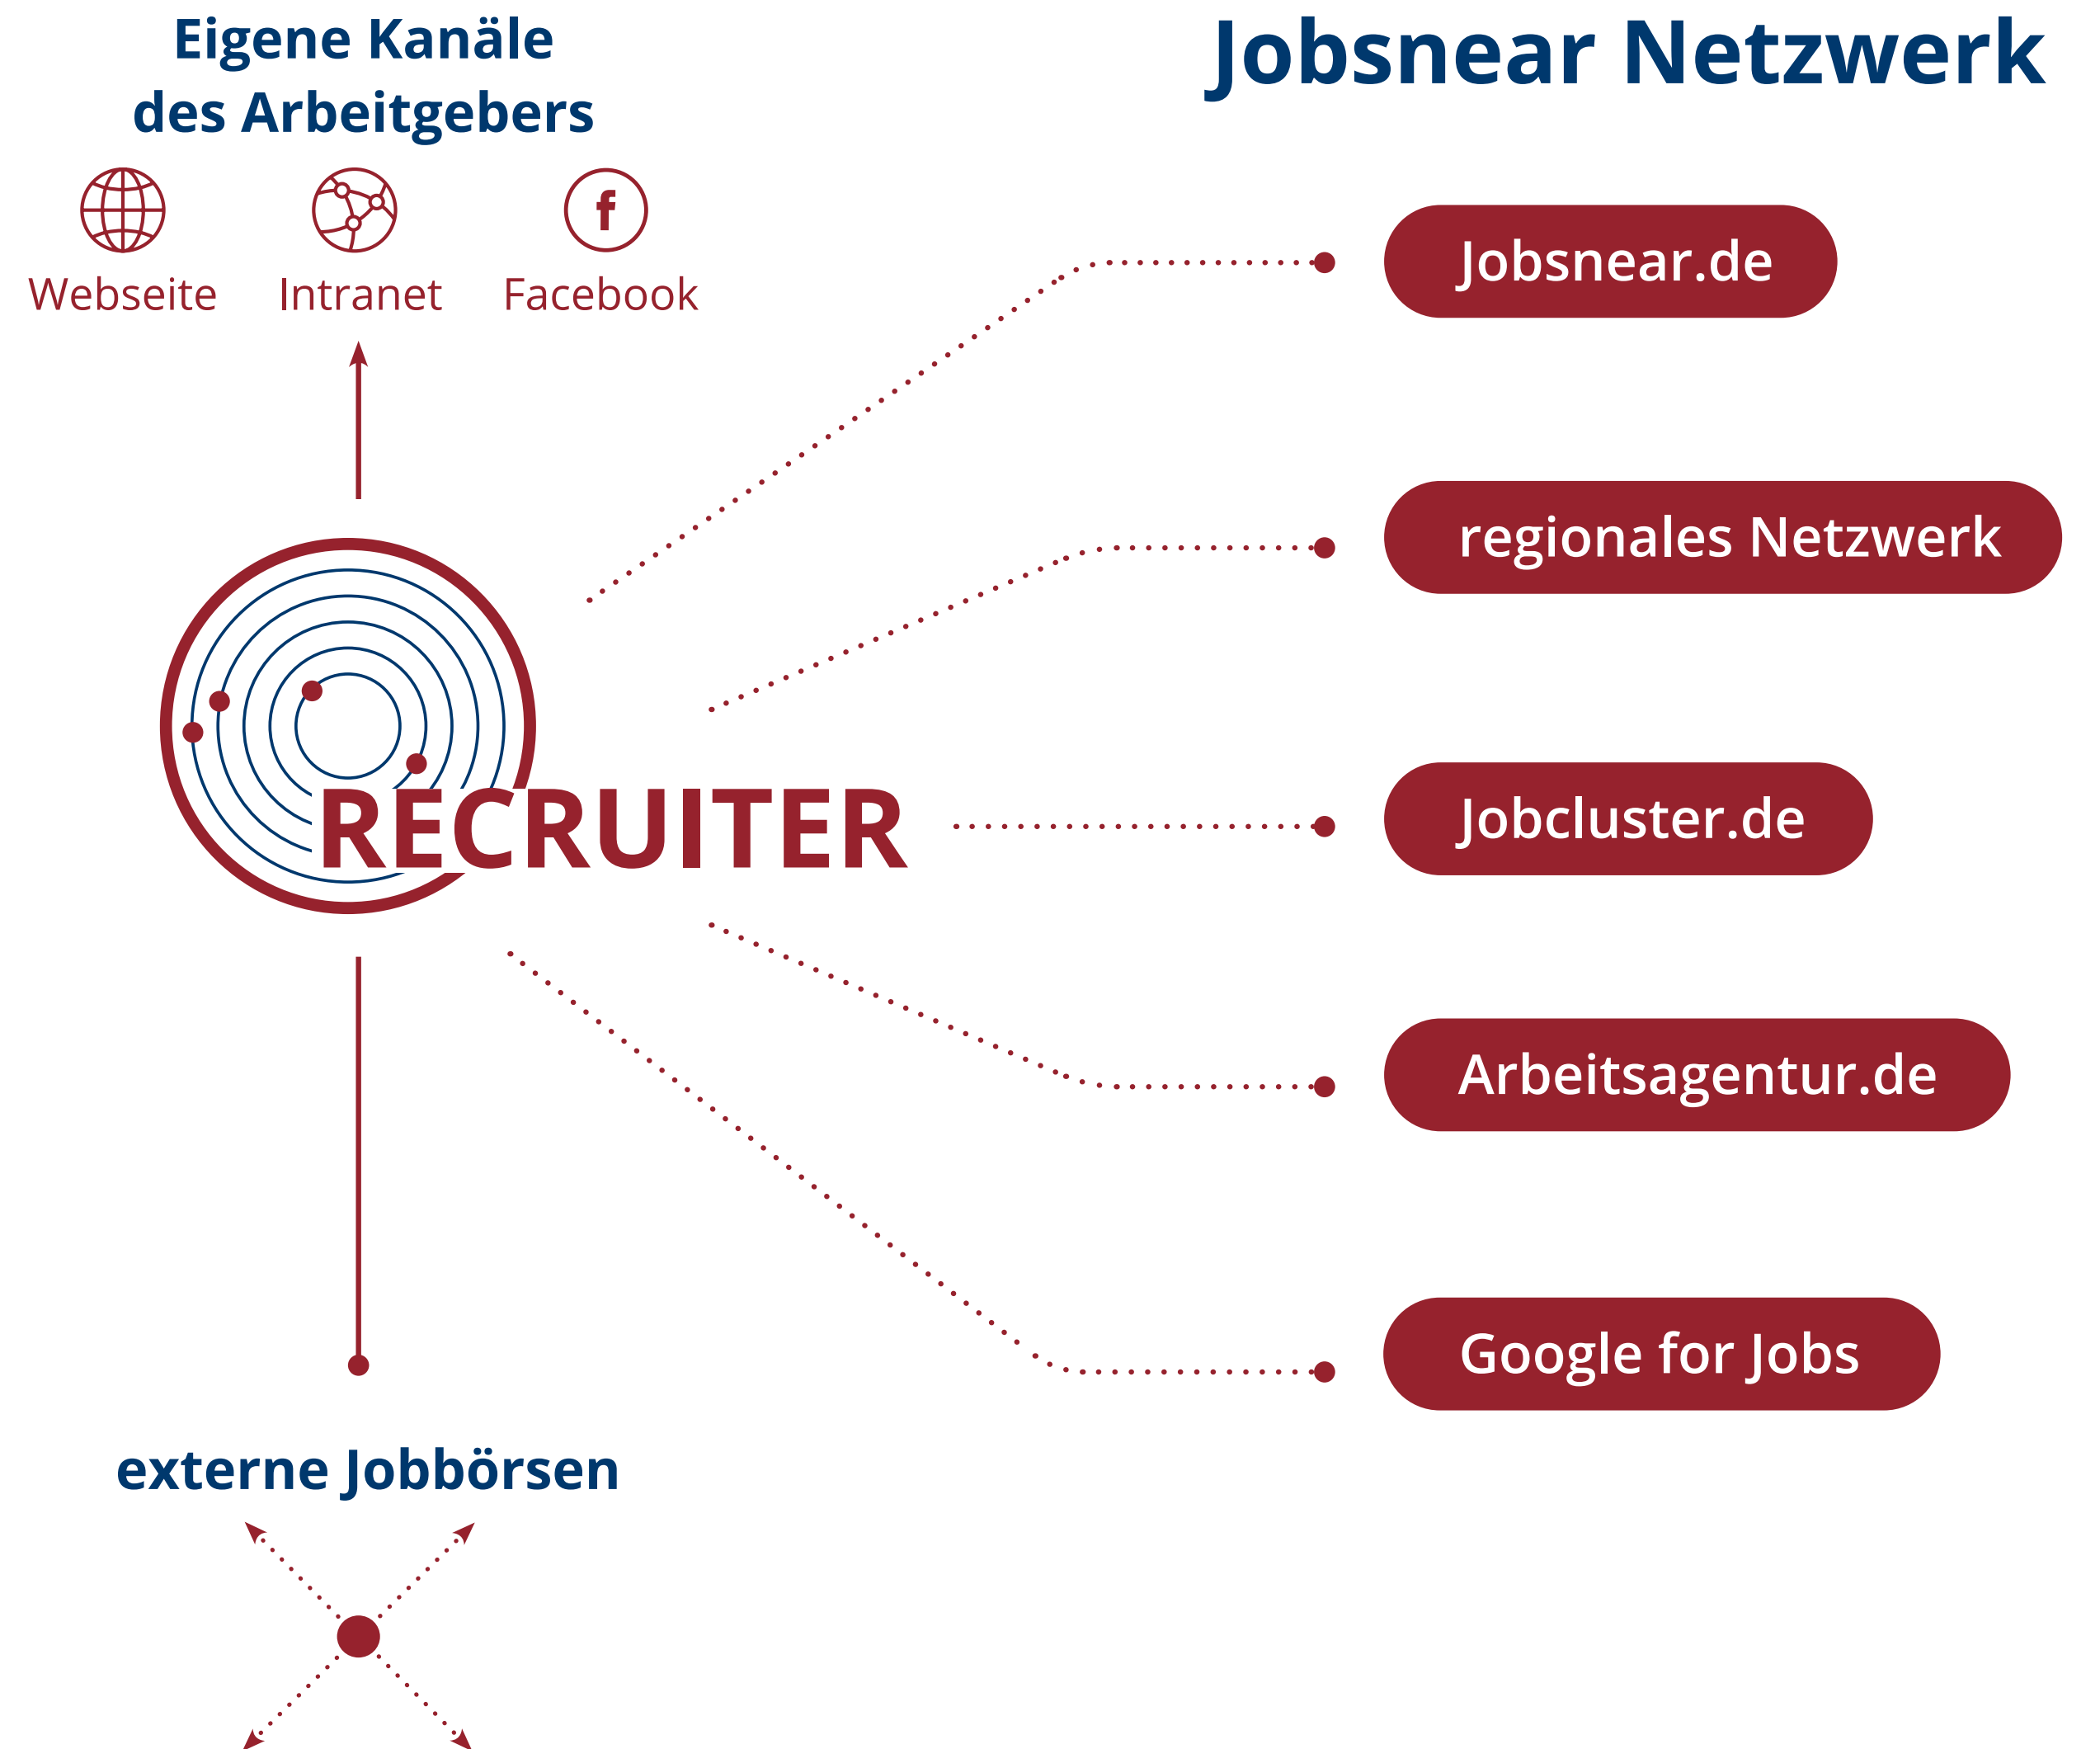 Eigene Kanäle
des Arbeitgebers
Webseite
Intranet
Facebook
RECRUITER
externe Jobbörsen
Jobsnear Netzwerk
Jobsnear.de
regionales Netzwerk
Jobcluster.de
Arbeitsagentur.de
Google for Jobs